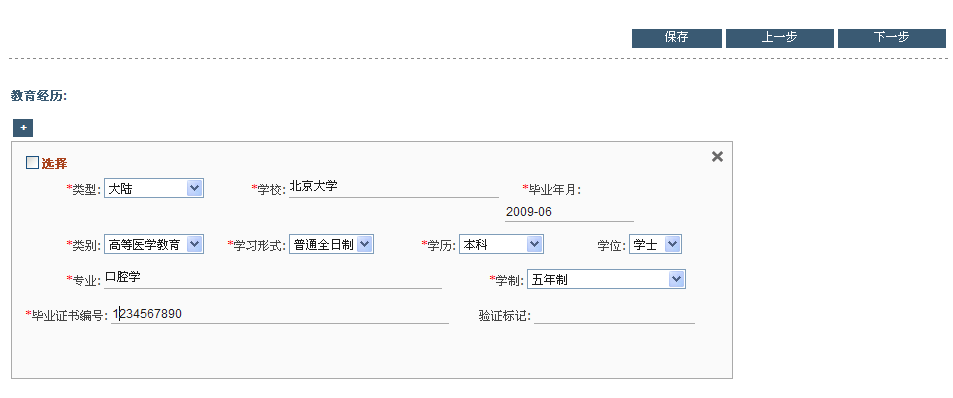 保存 上一步 下一步
教育经历:
+
选择
*类型: 大陆 *学校: 北京大学 *毕业年月:
2009-06
*类别: 高等医学教育 *学习形式: 普通全日制 *学历: 本科 学位: 学士
*专业: 口腔学 *学制: 五年制
*毕业证书编号: 1234567890 验证标记: